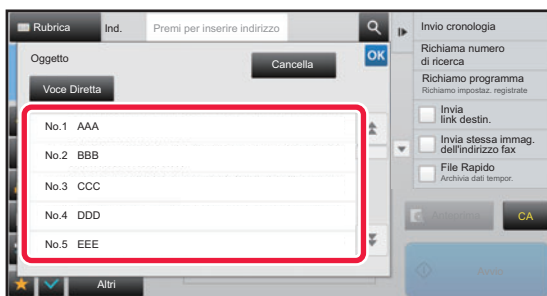 Rubrica
Ind.
Premi per inserire indirizzo
Invio cronologia
Oggetto
Cancella
OK
Richiama numero
di ricerca
Voce Diretta
Richiamo programma
Richiamo impostaz. registrate
No.1 AAA
Invia
link destin.
No.2 BBB
Invia stessa immag.
dell'indirizzo fax
No.3 CCC
File Rapido
Archivia dati tempor.
No.4 DDD
CA
No.5 EEE
Avvio
Altri